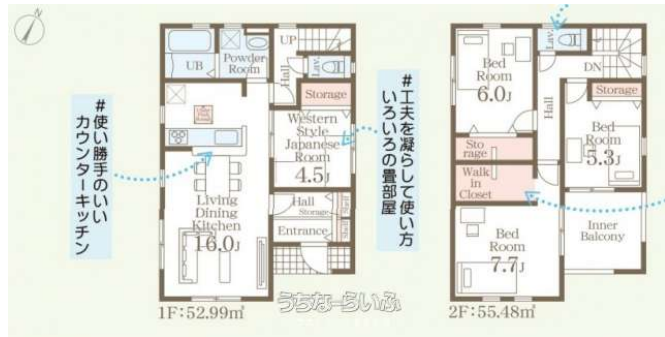 #使い勝手のいい
カウンターキッチン
UB
Powder
Room
UP
Hall
Lav.
Storage
Western
Style
Japanese
Room
4.5J
Living
Dining
Kitchen
16.0J
Hall
Storage
Entrance
1F:52.99㎡
#工夫を凝らして使い方
いろいろの畳部屋
うちなーらいふ
Bed
Room
6.0J
Lav.
DN
Hall
Storage
Bed
Room
5.3J
Sto
rage
Walk
in
Closet
Bed
Room
7.7J
Inner
Balcony
2F:55.48㎡